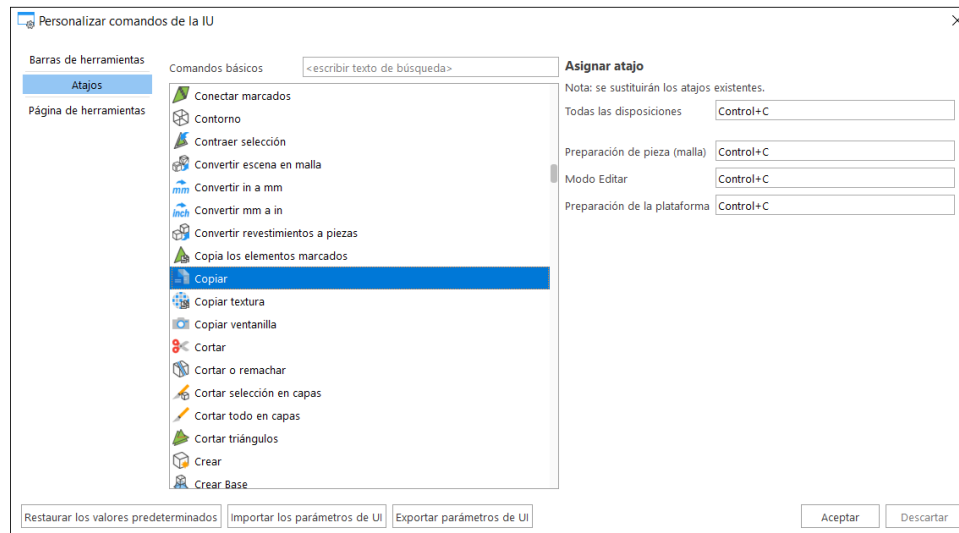 Personalizar comandos de la IU
Barras de herramientas
Atajos
Página de herramientas
Comandos básicos
<escribir texto de búsqueda>
Conectar marcados
Contorno
Contraer selección
Convertir escena en malla
mm Convertir in a mm
inch Convertir mm a in
Convertir revestimientos a piezas
Copia los elementos marcados
Copiar
Copiar textura
Copiar ventanilla
Cortar
Cortar o remachar
Cortar selección en capas
Cortar todo en capas
Cortar triángulos
Crear
Crear Base
Asignar atajo
Nota: se sustituirán los atajos existentes.
Todas las disposiciones Control+C
Preparación de pieza (malla) Control+C
Modo Editar Control+C
Preparación de la plataforma Control+C
Restaurar los valores predeterminados
Importar los parámetros de UI
Exportar parámetros de UI
Aceptar
Descartar